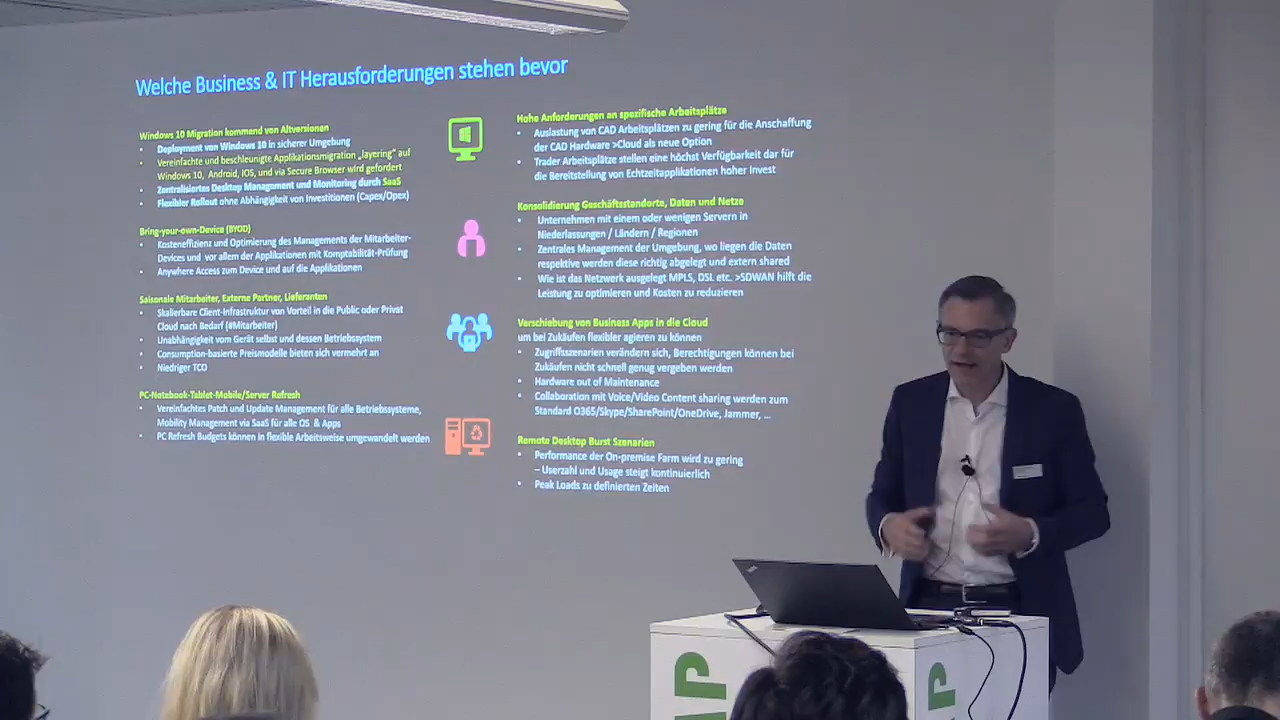 Welche Business & IT Herausforderungen stehen bevor
Windows 10 Migration kommend von Altversionen
• Deployment von Windows 10 in sicherer Umgebung
• Vereinfachte und beschleunigte Applikationsmigration „layering" auf
Windows 10, Android, IOS, und via Secure Browser wird gefordert
• Zentralisiertes Desktop Management und Monitoring durch SaaS
• Flexibler Rollout ohne Abhängigkeit von Investitionen (Capex/Opex)
Bring-your-own-Device (BYOD)
• Kosteneffizienz und Optimierung des Managements der Mitarbeiter-
Devices und vor allem der Applikationen mit Komptabilität-Prüfung
• Anywhere Access zum Device und auf die Applikationen
Saisonale Mitarbeiter, Externe Partner, Lieferanten
• Skalierbare Client-Infrastruktur van Vorteil in die Public oder Privat
Cloud nach Bedarf (#Mitarbeiter)
• Unabhängigkeit vom Gerät selbst und dessen Betriebsystem
• Consumption-basierte Preismodelle bieten sich vermehrt an
• Niedriger TCO
PC-Notebook-Tablet-Mobile/Server Refresh
• Vereinfachtes Patch und Update Management für alle Betriebssysteme,
Mobility Management via SaaS für alle OS & Apps
• PC Refresh Budgets können in flexible Arbeitsweise umgewandelt werden
Hohe Anforderungen an spezifische Arbeitsplätze
• Auslastung von CAD Arbeitsplätzen zu gering für die Anschaffung
der CAD Hardware >Cloud als neue Option
• Trader Arbeitsplätze stellen eine höchst Verfügbarkeit dar für
die Bereitstellung von Echtzeitapplikationen hoher Invest
Konsolidierung Geschäftsstandorte, Daten und Netze
• Unternehmen mit einem oder wenigen Servern in
Niederlassungen / Ländern / Regionen
• Zentrales Management der Umgebung, wo liegen die Daten
respektive werden diese richtig abgelegt und extern shared
• Wie ist das Netzwerk ausgelegt MPLS, DSL etc. >SDWAN hilft die
Leistung zu optimieren und Kosten zu reduzieren
Verschiebung von Business Apps in die Cloud
um bei Zukäufen flexibler agieren zu können
• Zugriffsszenarien verändern sich, Berechtigungen können bei
Zukäufen nicht schnell genug vergeben werden
• Hardware out of Maintenance
• Collaboration mit Voice/Video Content sharing werden zum
Standard O365/Skype/SharePoint/OneDrive, Jammer, ...
Remote Desktop Burst Szenarien
• Performance der On-premise Farm wird zu gering
– Userzahl und Usage steigt kontinuierlich
• Peak Loads zu definierten Zeiten